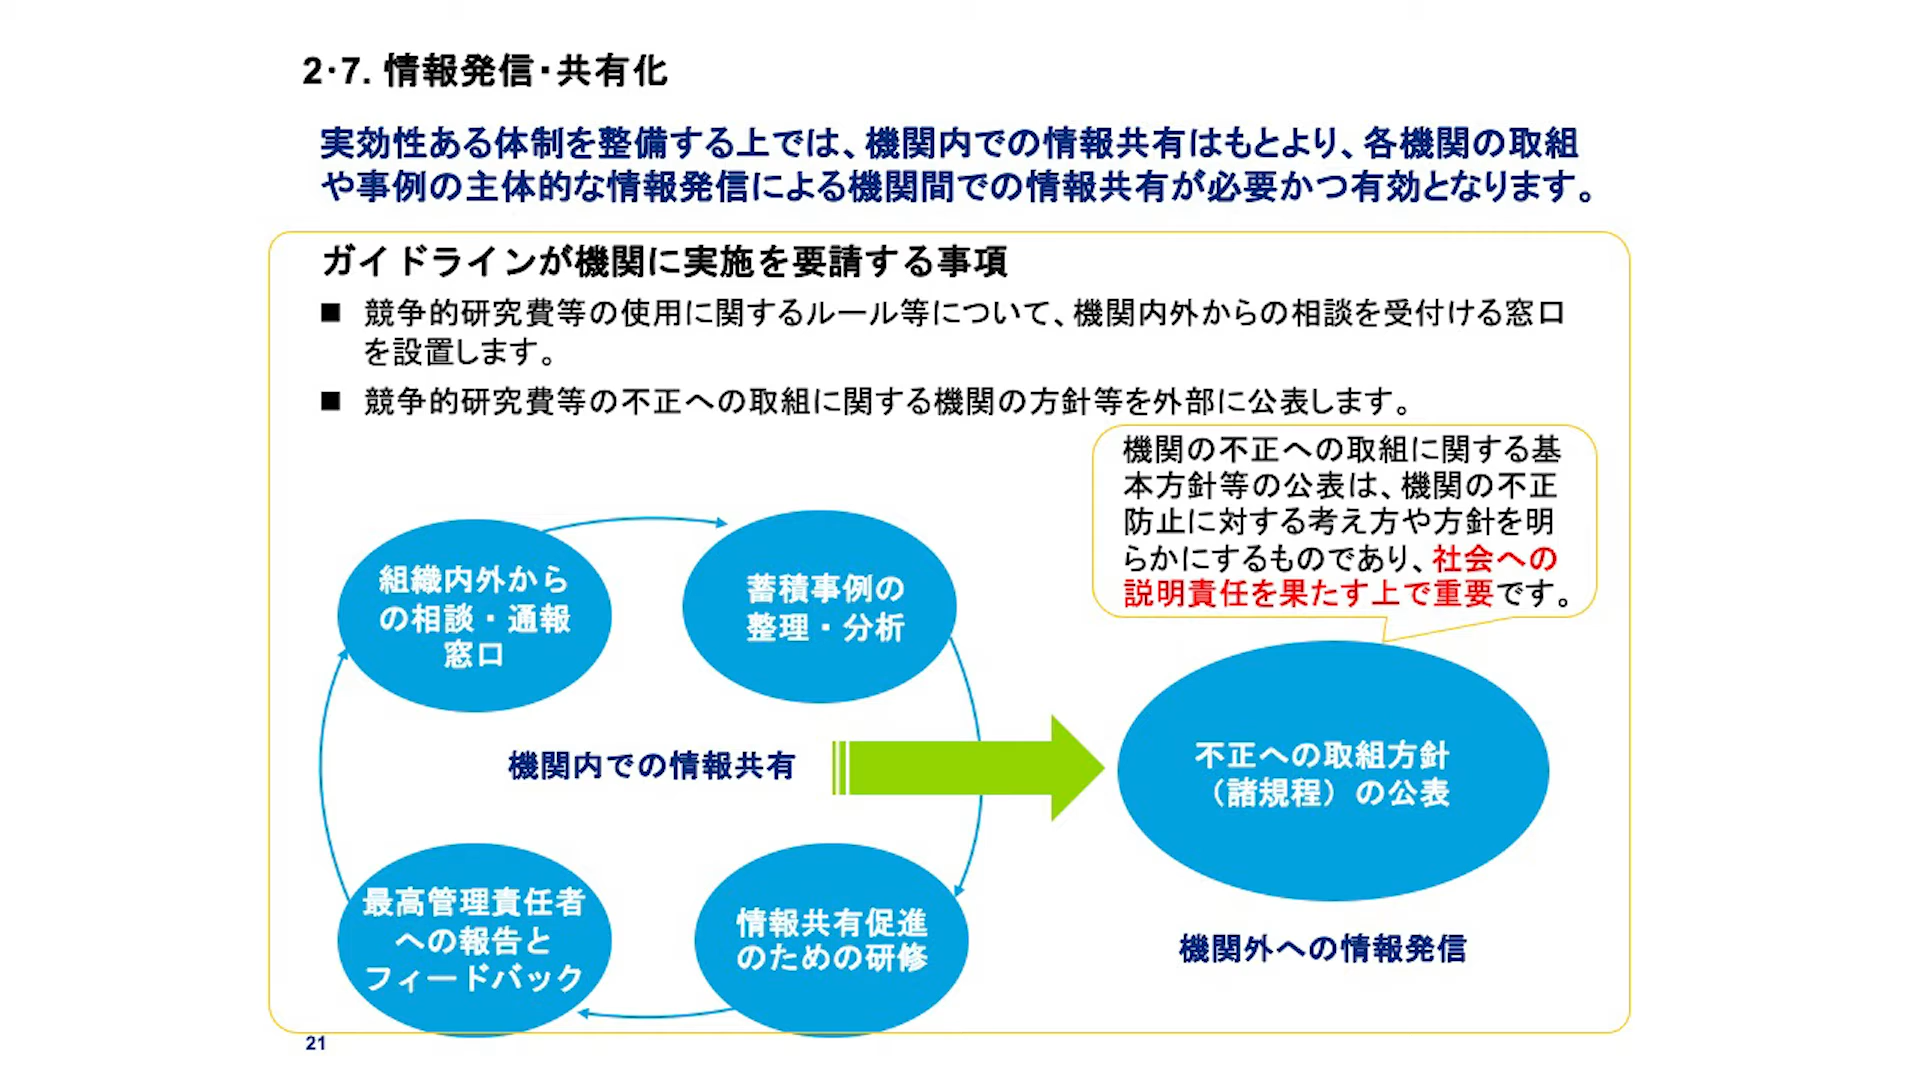 2・7. 情報発信・共有化
実効性ある体制を整備する上では、機関内での情報共有はもとより、各機関の取組
や事例の主体的な情報発信による機関間での情報共有が必要かつ有効となります。
ガイドラインが機関に実施を要請する事項
■ 競争的研究費等の使用に関するルール等について、機関内外からの相談を受付ける窓口
を設置します。
■ 競争的研究費等の不正への取組に関する機関の方針等を外部に公表します。
機関の不正への取組に関する基
本方針等の公表は、機関の不正
防止に対する考え方や方針を明
らかにするものであり、社会への
説明責任を果たす上で重要です。
組織内外から
の相談・通報
窓口
蓄積事例の
整理・分析
機関内での情報共有
不正への取組方針
（諸規程）の公表
最高管理責任者
への報告と
フィードバック
情報共有促進
のための研修
機関外への情報発信
21